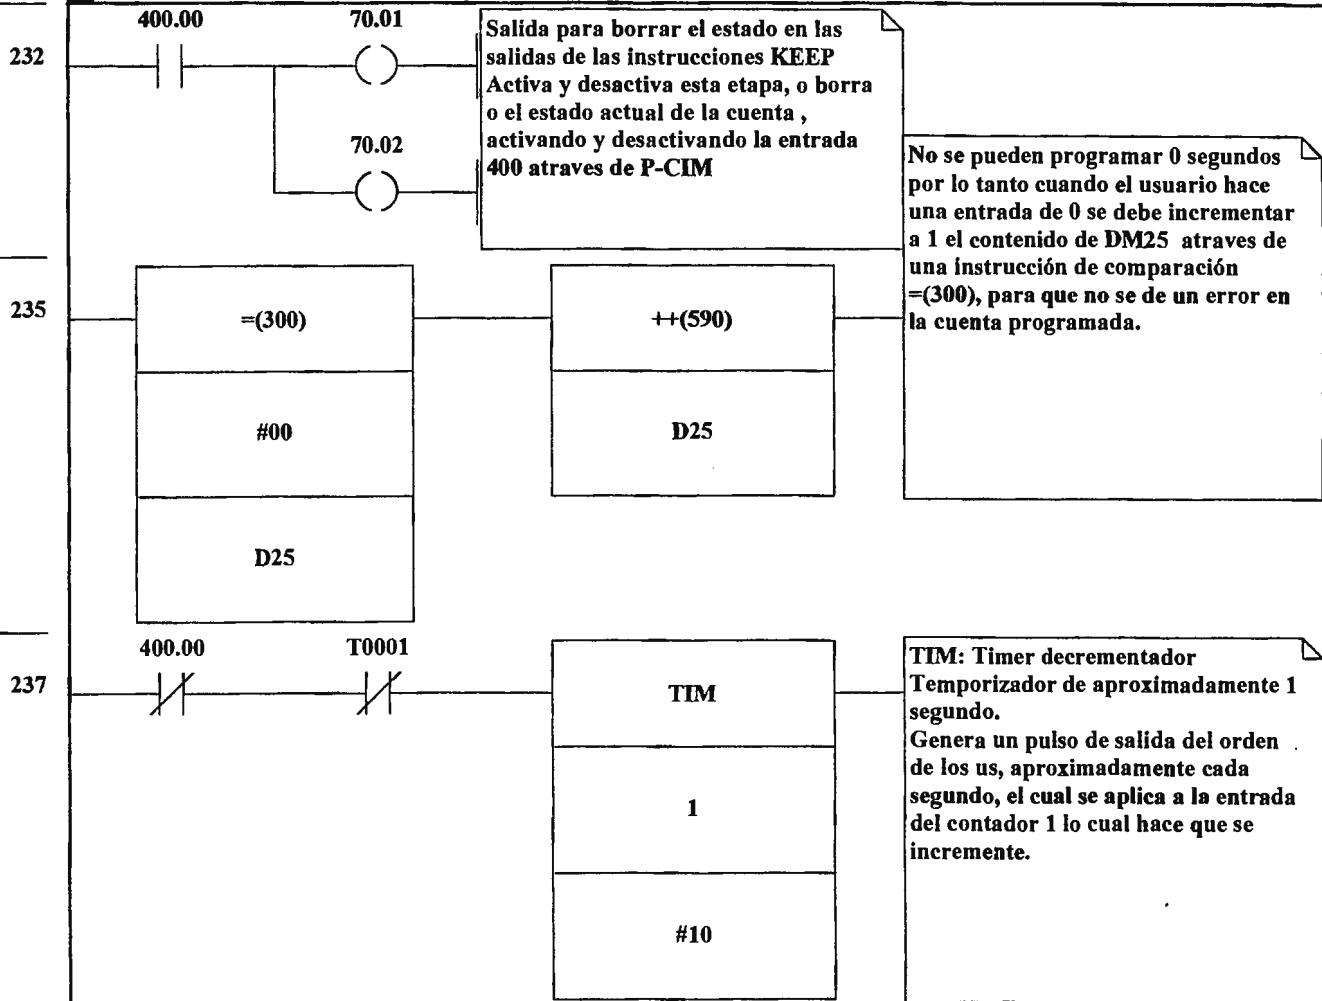 400.00
70.01
232
70.02
Salida para borrar el estado en las
salidas de las instrucciones KEEP
Activa y desactiva esta etapa, o borra
o el estado actual de la cuenta ,
activando y desactivando la entrada
400 atraves de P-CIM
No se pueden programar 0 segundos
por lo tanto cuando el usuario hace
una entrada de 0 se debe incrementar
a 1 el contenido de DM25 atraves de
una instrucción de comparación
=(300), para que no se de un error en
la cuenta programada.
235
=(300)
#00
D25
++(590)
D25
400.00
T0001
237
TIM
1
#10
TIM: Timer decrementador
Temporizador de aproximadamente 1
segundo.
Genera un pulso de salida del orden
de los us, aproximadamente cada
segundo, el cual se aplica a la entrada
del contador 1 lo cual hace que se
incremente.